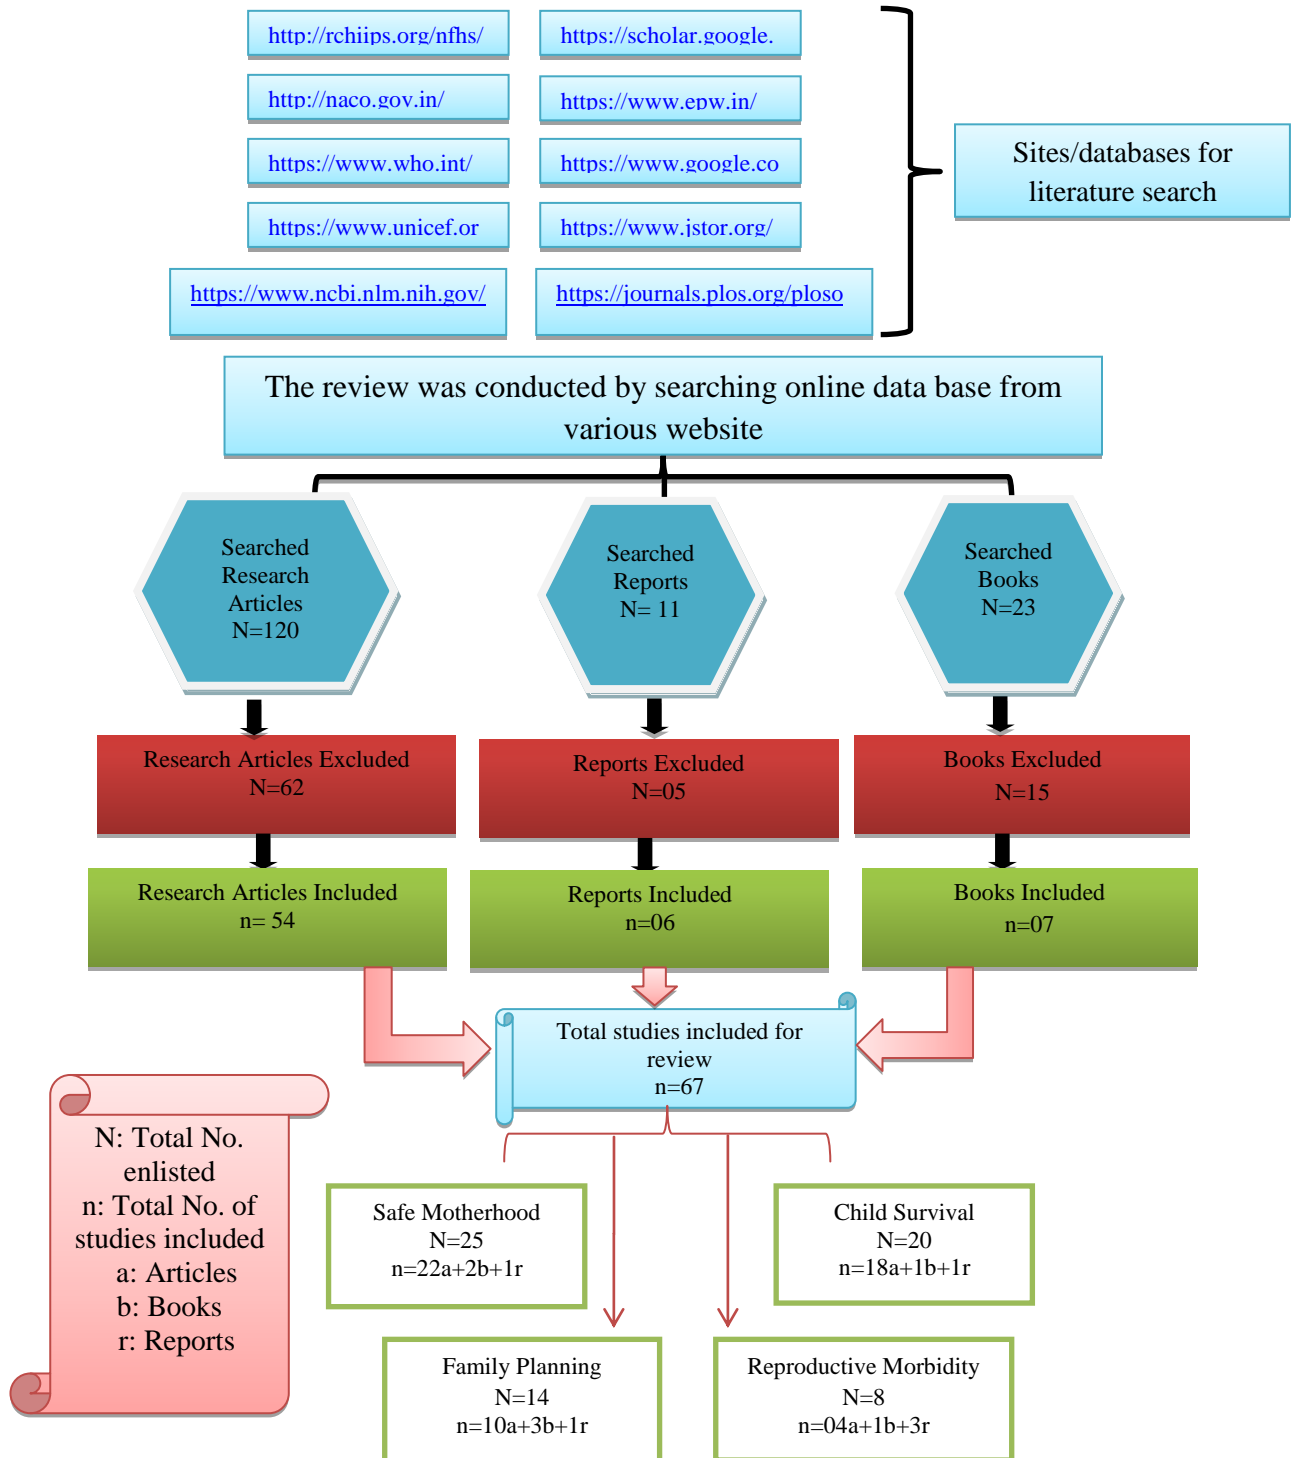 http://rchiips.org/nfhs/
https://scholar.google.
http://naco.gov.in/
https://www.epw.in/
https://www.who.int/
https://www.google.co
https://www.unicef.or
https://www.jstor.org/
https://www.ncbi.nlm.nih.gov/
https://journals.plos.org/ploso
Sites/databases for
literature search
The review was conducted by searching online data base from
various website
Searched
Research
Articles
N=120
Searched
Reports
N= 11
Searched
Books
N=23
Research Articles Excluded
N=62
Reports Excluded
N=05
Books Excluded
N=15
Research Articles Included
n= 54
Reports Included
n=06
Books Included
n=07
Total studies included for
review
n=67
N: Total No.
enlisted
n: Total No. of
studies included
a: Articles
b: Books
r: Reports
Safe Motherhood
N=25
n=22a+2b+1r
Child Survival
N=20
n=18a+1b+1r
Family Planning
N=14
n=10a+3b+1r
Reproductive Morbidity
N=8
n=04a+1b+3r